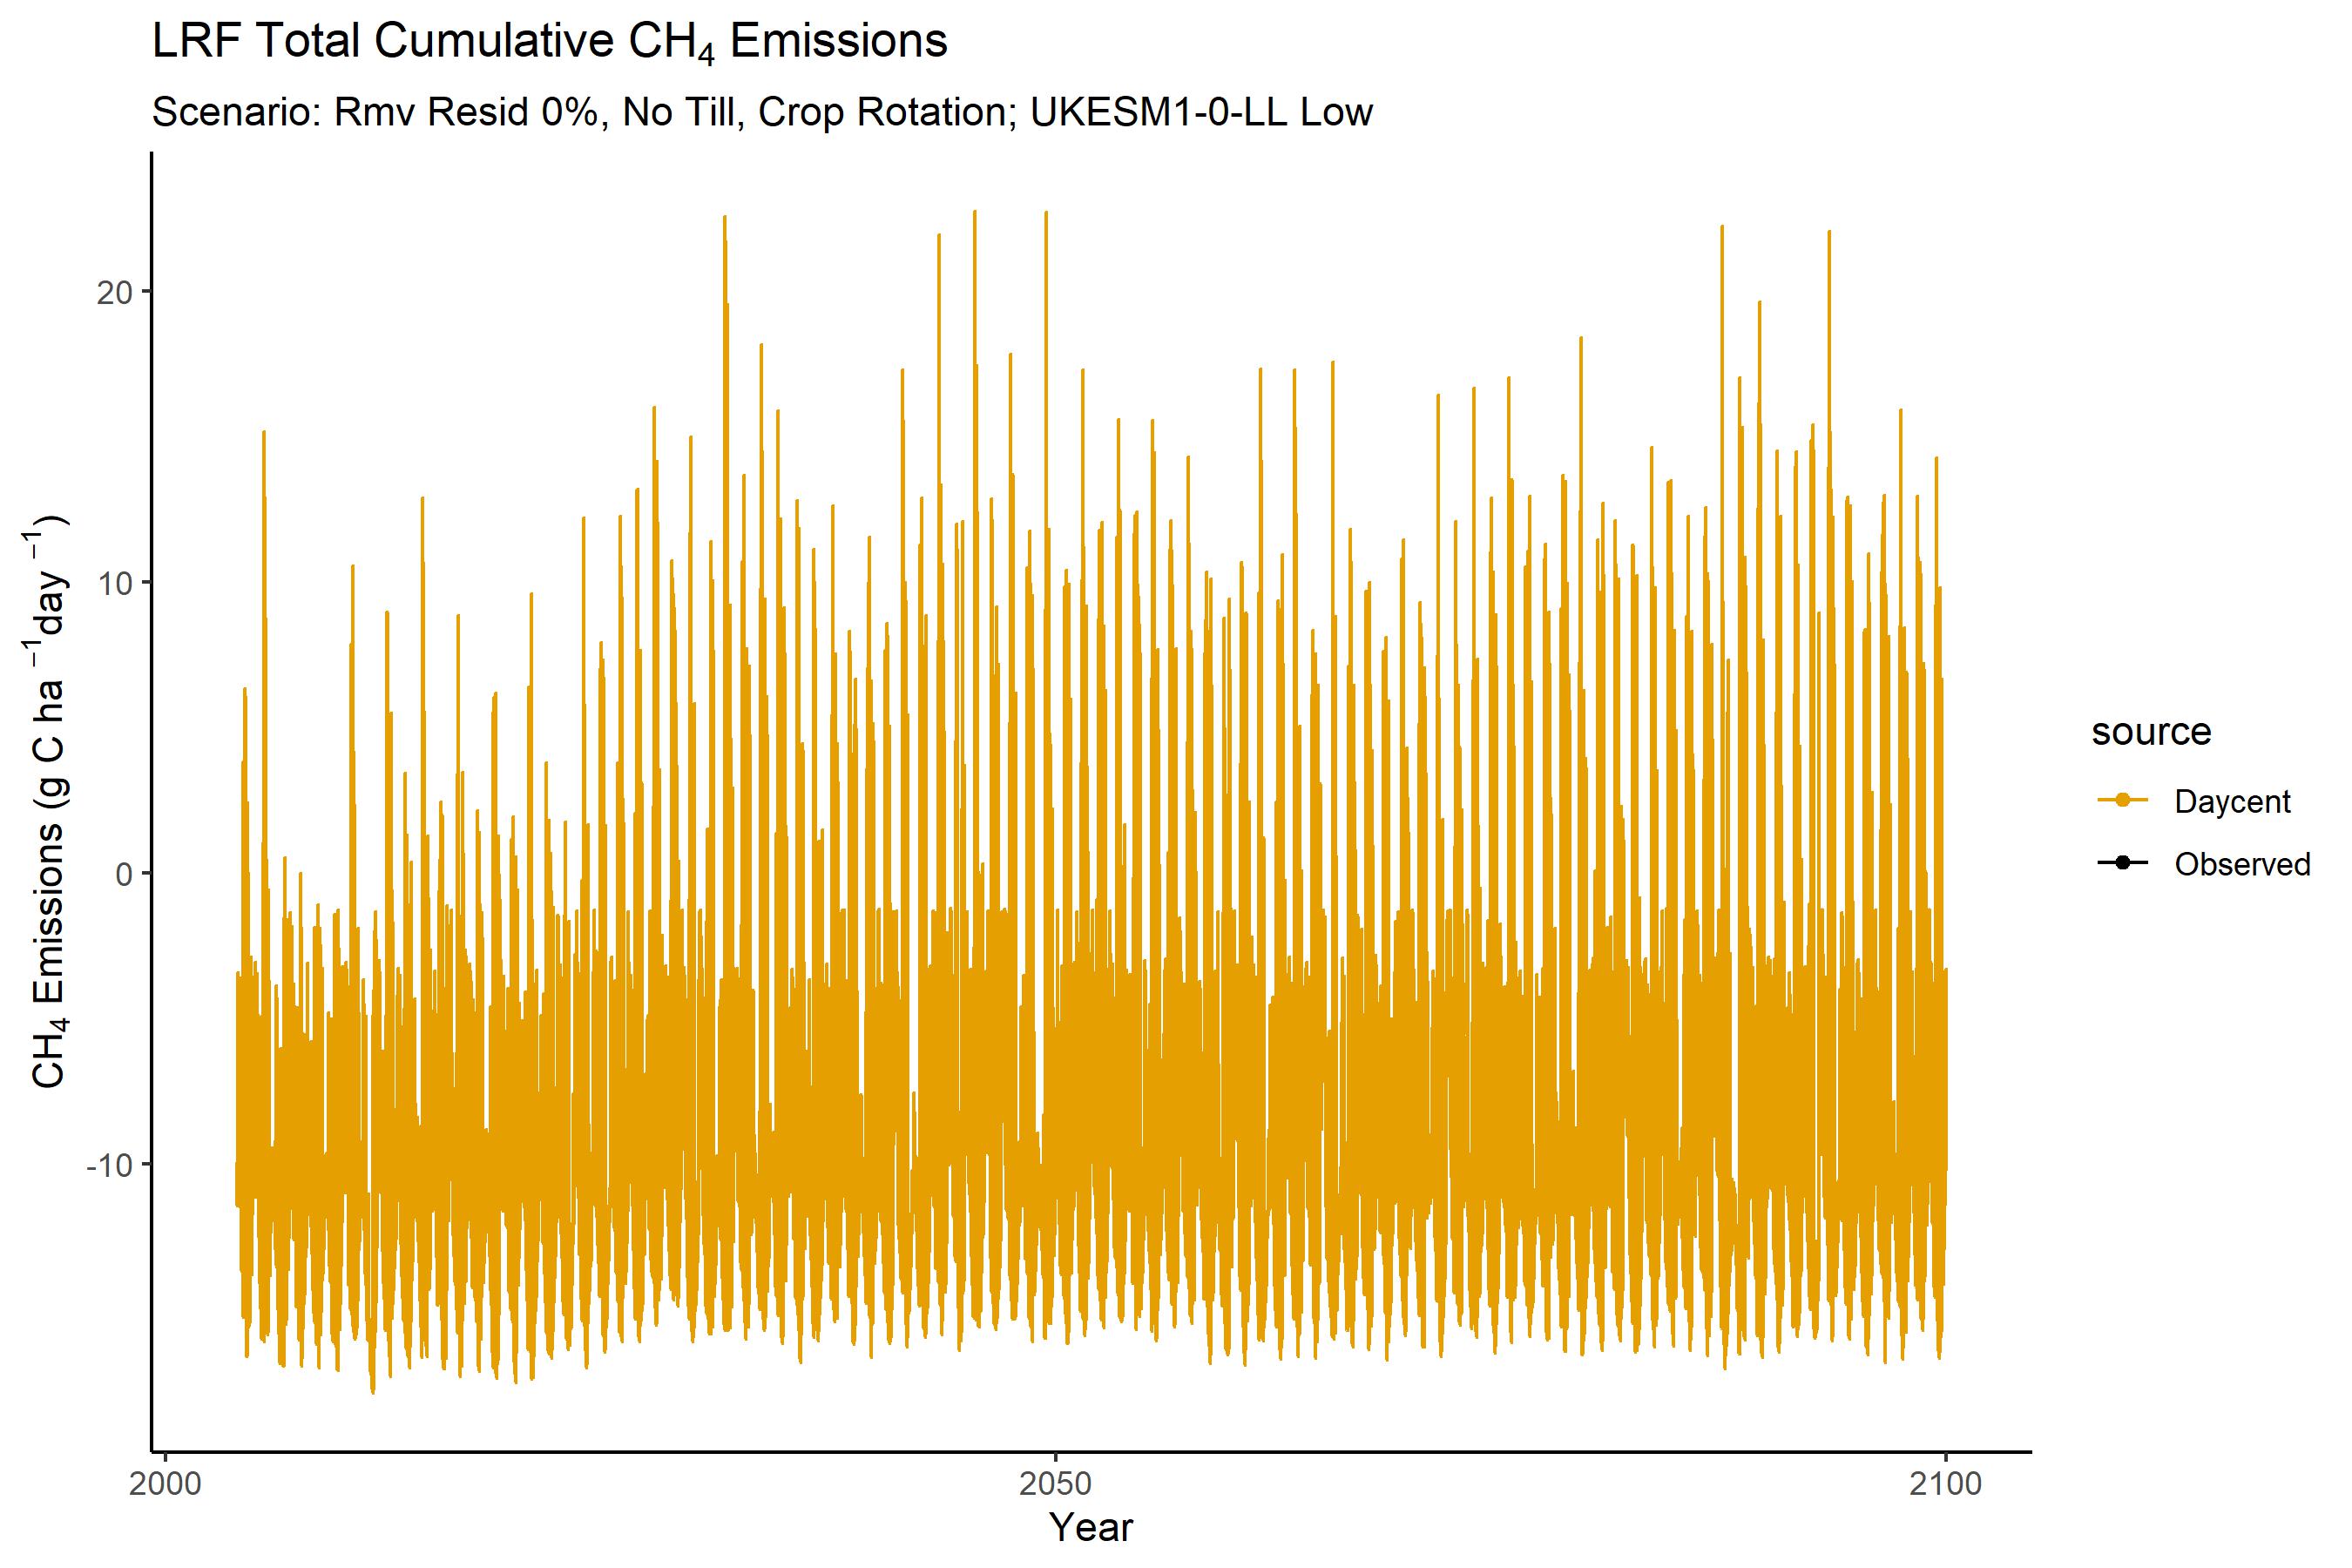 LRF Total Cumulative CH₄ Emissions
Scenario: Rmv Resid 0%, No Till, Crop Rotation; UKESM1-0-LL Low
CH₄ Emissions (g C ha ⁻¹day ⁻¹)
20
10
0
-10
2000
2050
2100
Year
source
Daycent
Observed